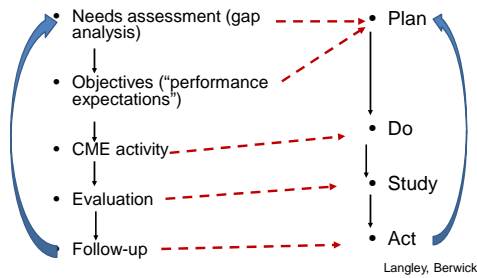 • Needs assessment (gap
analysis)
• Objectives (“performance
expectations”)
• CME activity
• Evaluation
• Follow-up
• Plan
• Do
• Study
• Act
Langley, Berwick